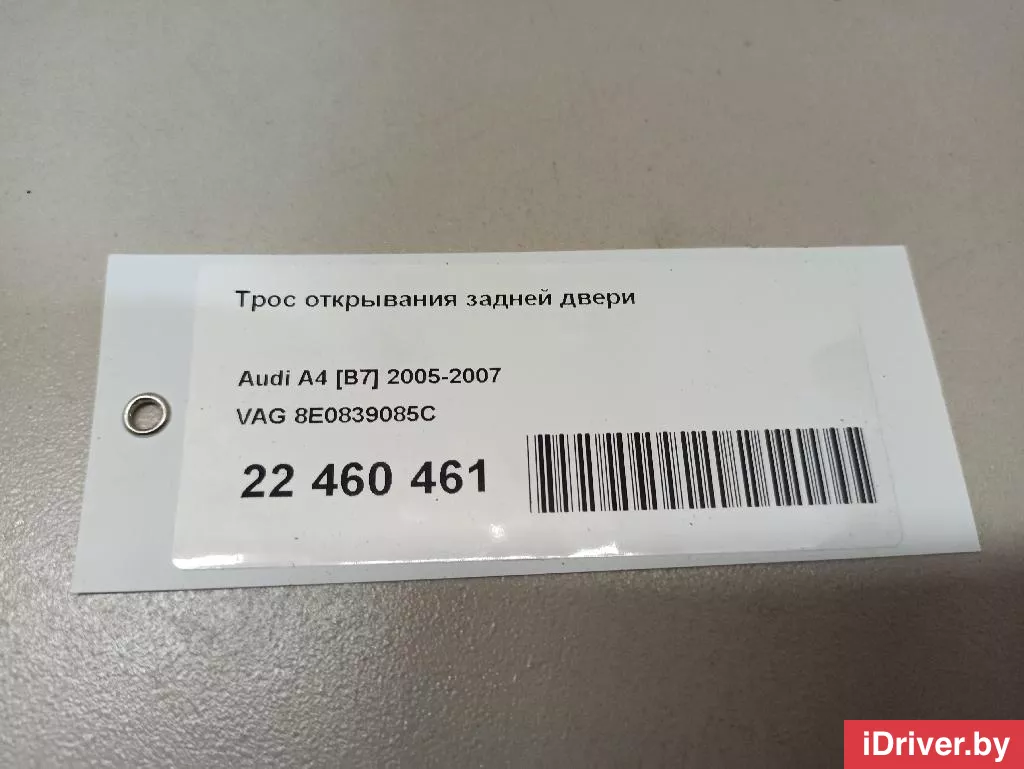 Трос открывания задней двери
Audi A4 [B7] 2005-2007
VAG 8E0839085C
22 460 461
iDriver.by